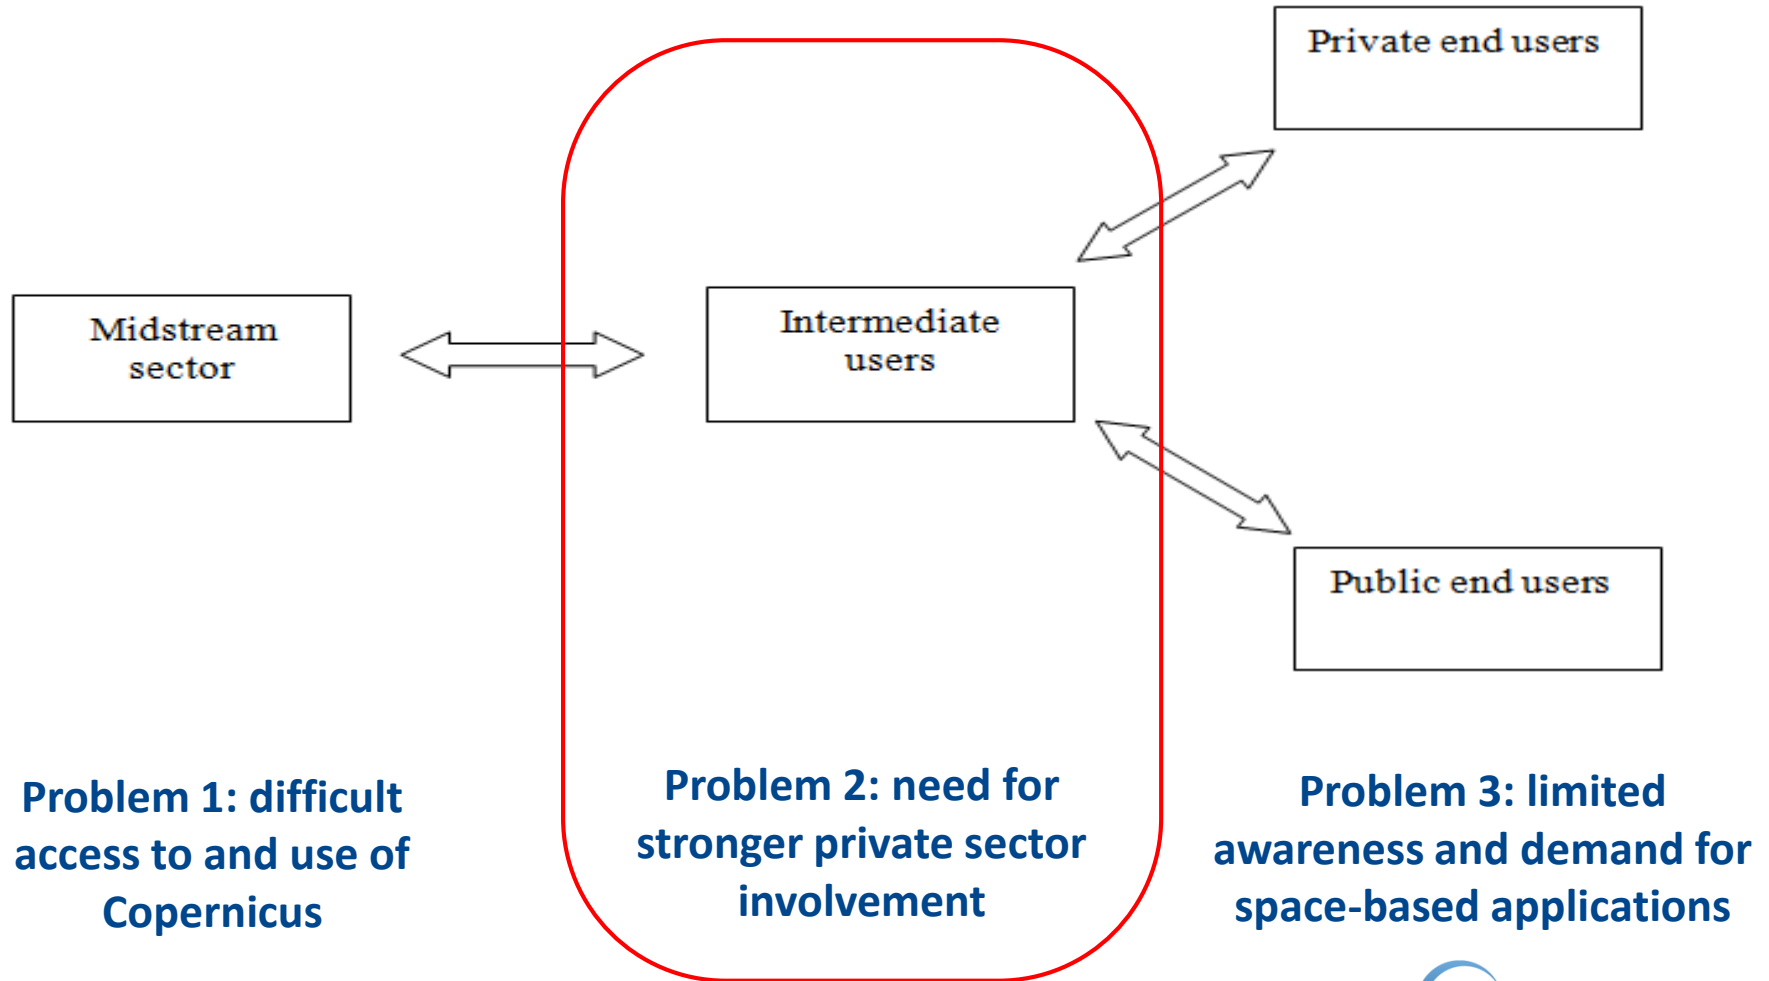 Private end users
Midstream
sector
Intermediate
users
Public end users
Problem 1: difficult
access to and use of
Copernicus
Problem 2: need for
stronger private sector
involvement
Problem 3: limited
awareness and demand for
space-based applications